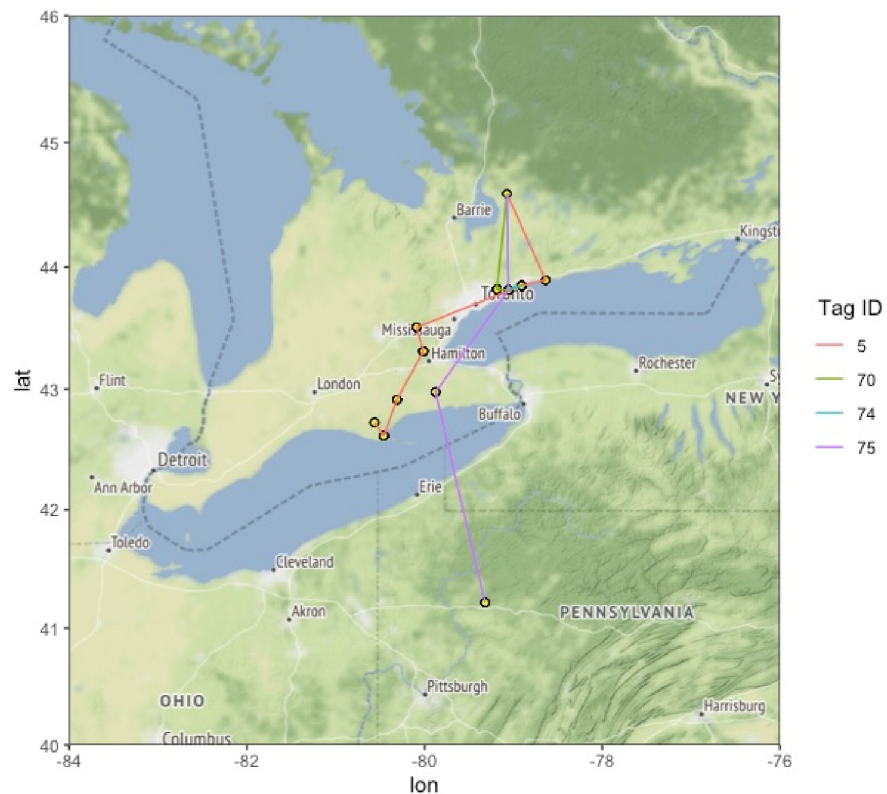 46
45
44
43
42
41
40
lat
-84
-82
-80
-78
-76
lon
Barrie
Kingst
Toronto
Mississauga
Hamilton
Rochester
Flint
London
Sy
NEW Y
Buffalo
Detroit
Ann Arbor
Erie
Toledo
Cleveland
Akron
PENNSYLVANIA
Pittsburgh
OHIO
Harrisburg
Columbus
Tag ID
5
70
74
75